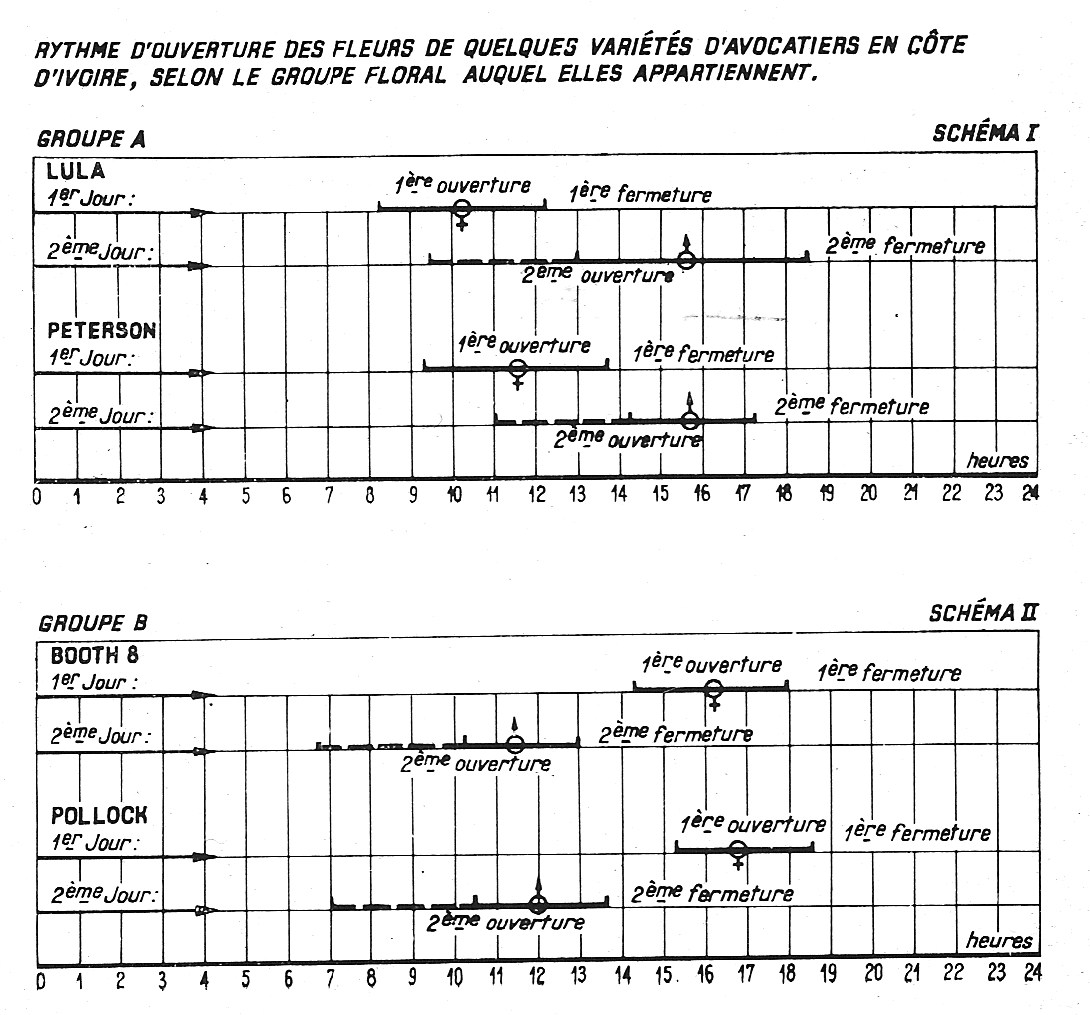 RYTHME D'OUVERTURE DES FLEURS DE QUELQUES VARIÉTÉS D'AVOCATIERS EN CÔTE
D'IVOIRE, SELON LE GROUPE FLORAL AUQUEL ELLES APPARTIENNENT.
GROUPE A
SCHÉMA I
LULA
1er Jour :
1ère ouverture
1ère fermeture
2ème Jour :
2ème ouverture
2ème fermeture
PETERSON
1er Jour :
1ère ouverture
1ère fermeture
2ème Jour :
2ème ouverture
2ème fermeture
heures
0 1 2 3 4 5 6 7 8 9 10 11 12 13 14 15 16 17 18 19 20 21 22 23 24
GROUPE B
SCHÉMA II
BOOTH 8
1er Jour :
1ère ouverture
1ère fermeture
2ème Jour :
2ème ouverture
2ème fermeture
POLLOCK
1er Jour :
1ère ouverture
1ère fermeture
2ème Jour :
2ème ouverture
2ème fermeture
heures
0 1 2 3 4 5 6 7 8 9 10 11 12 13 14 15 16 17 18 19 20 21 22 23 24